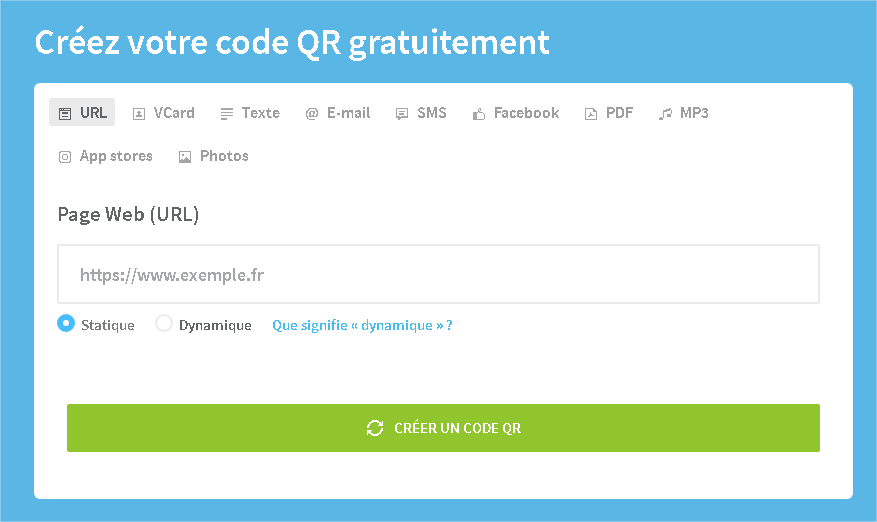 Créez votre code QR gratuitement
URL VCard Texte E-mail SMS Facebook PDF MP3
App stores Photos
Page Web (URL)
https://www.exemple.fr
Statique Dynamique Que signifie « dynamique » ?
CRÉER UN CODE QR